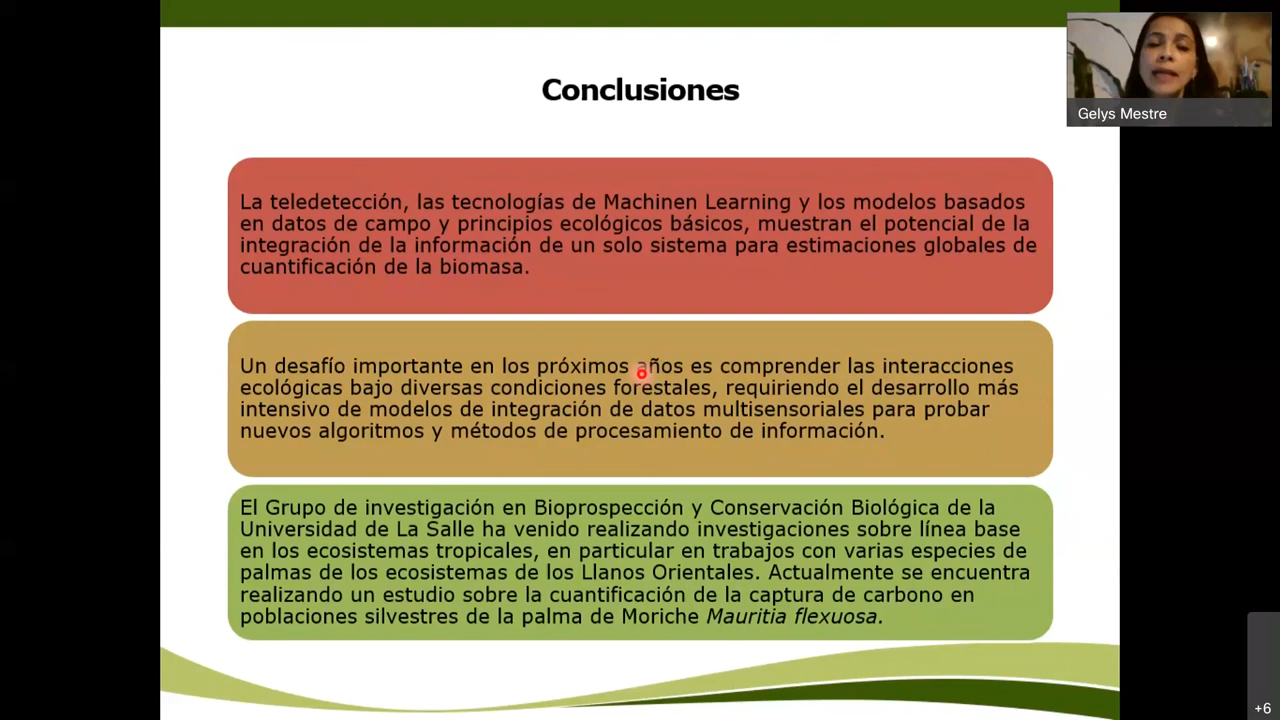 Conclusiones
Gelys Mestre
La teledetección, las tecnologías de Machinen Learning y los modelos basados
en datos de campo y principios ecológicos básicos, muestran el potencial de la
integración de la información de un solo sistema para estimaciones globales de
cuantificación de la biomasa.
Un desafío importante en los próximos años es comprender las interacciones
ecológicas bajo diversas condiciones forestales, requiriendo el desarrollo más
intensivo de modelos de integración de datos multisensoriales para probar
nuevos algoritmos y métodos de procesamiento de información.
El Grupo de investigación en Bioprospección y Conservación Biológica de la
Universidad de La Salle ha venido realizando investigaciones sobre línea base
en los ecosistemas tropicales, en particular en trabajos con varias especies de
palmas de los ecosistemas de los Llanos Orientales. Actualmente se encuentra
realizando un estudio sobre la cuantificación de la captura de carbono en
poblaciones silvestres de la palma de Moriche Mauritia flexuosa.
+6